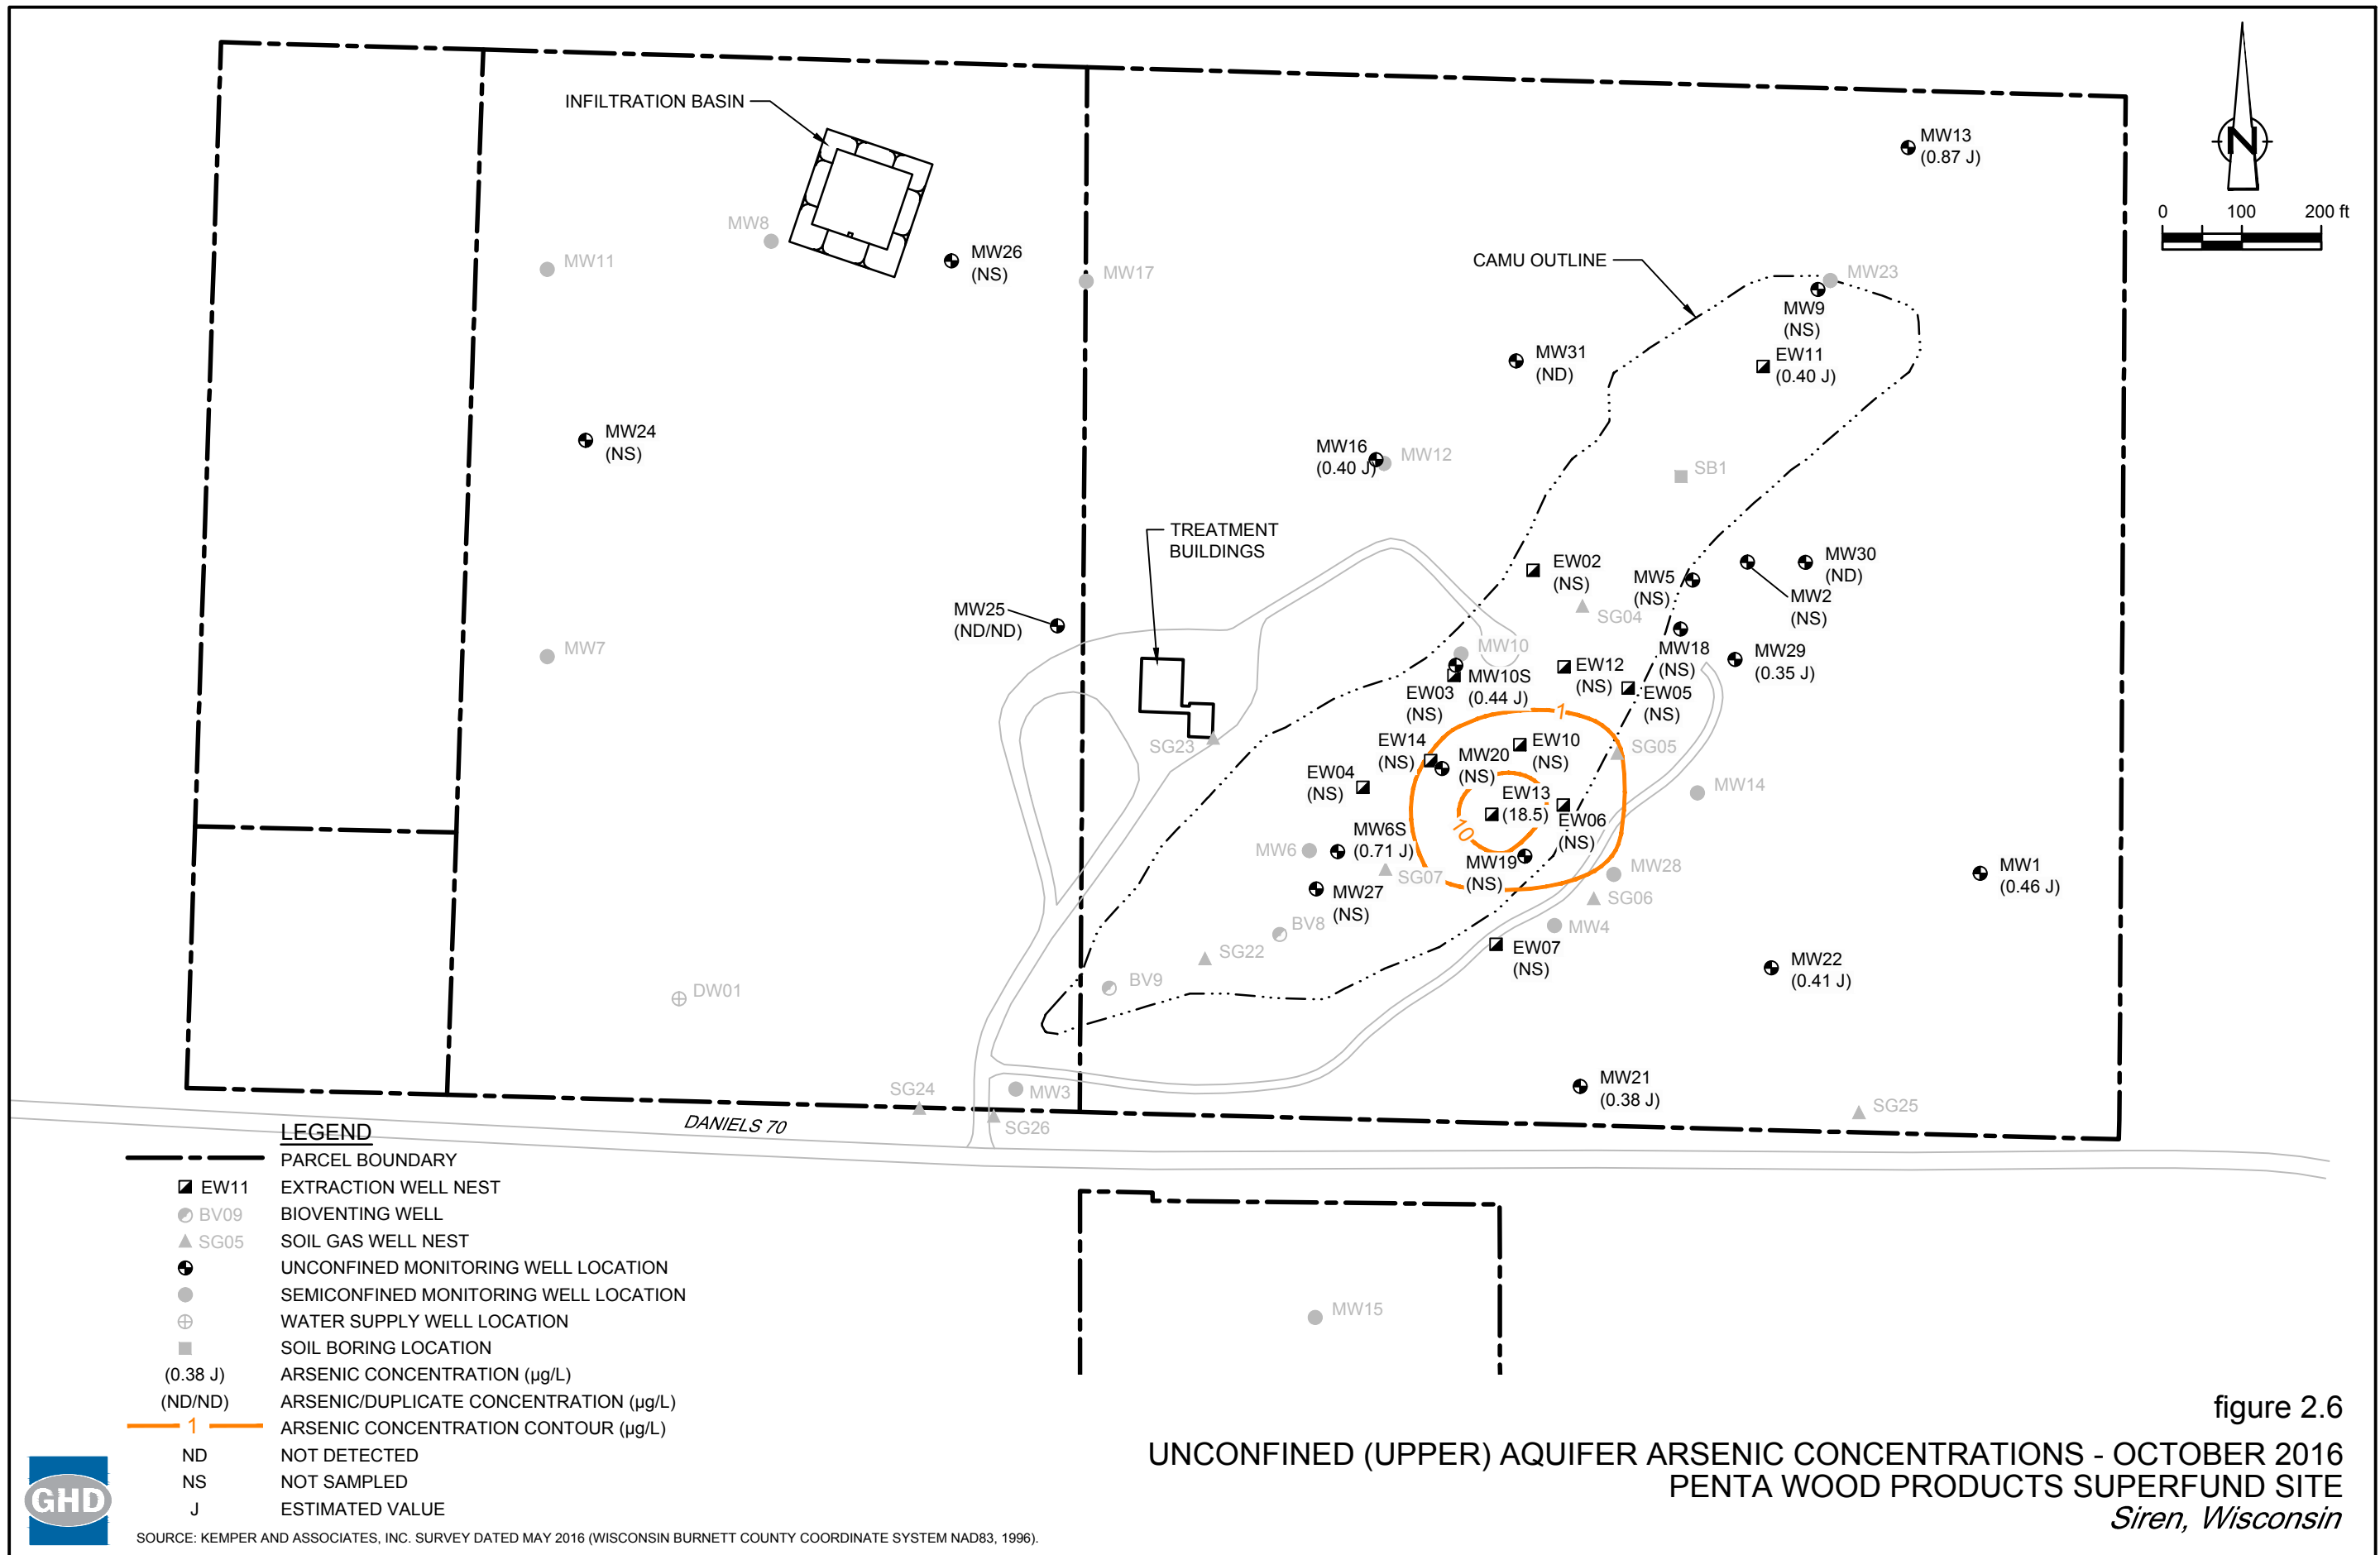 INFILTRATION BASIN
MW13
(0.87 J)
N
0 100 200 ft
MW8
MW11
MW26
(NS)
MW17
CAMU OUTLINE
MW23
MW9
(NS)
MW31
(ND)
EW11
(0.40 J)
MW24
(NS)
MW16
(0.40 J)
MW12
SB1
TREATMENT
BUILDINGS
EW02
(NS)
MW5
(NS)
MW30
(ND)
MW2
(NS)
SG04
MW25
(ND/ND)
MW7
MW10
MW18
(NS)
MW29
(0.35 J)
EW12
(NS)
MW10S
(0.44 J)
EW03
(NS)
EW05
(NS)
1
SG23
EW14
(NS)
MW20
(NS)
EW10
(NS)
SG05
EW04
(NS)
EW13
(18.5)
10
EW06
(NS)
MW14
MW6
MW6S
(0.71 J)
MW19
(NS)
SG07
MW28
MW1
(0.46 J)
MW27
(NS)
SG06
BV8
MW4
SG22
EW07
(NS)
MW22
(0.41 J)
BV9
DW01
MW21
(0.38 J)
SG24
MW3
SG26
SG25
DANIELS 70
LEGEND
PARCEL BOUNDARY
EW11 EXTRACTION WELL NEST
BV09 BIOVENTING WELL
SG05 SOIL GAS WELL NEST
UNCONFINED MONITORING WELL LOCATION
SEMICONFINED MONITORING WELL LOCATION
WATER SUPPLY WELL LOCATION
SOIL BORING LOCATION
(0.38 J) ARSENIC CONCENTRATION (µg/L)
(ND/ND) ARSENIC/DUPLICATE CONCENTRATION (µg/L)
1 ARSENIC CONCENTRATION CONTOUR (µg/L)
ND NOT DETECTED
NS NOT SAMPLED
J ESTIMATED VALUE
MW15
GHD
SOURCE: KEMPER AND ASSOCIATES, INC. SURVEY DATED MAY 2016 (WISCONSIN BURNETT COUNTY COORDINATE SYSTEM NAD83, 1996).
figure 2.6
UNCONFINED (UPPER) AQUIFER ARSENIC CONCENTRATIONS - OCTOBER 2016
PENTA WOOD PRODUCTS SUPERFUND SITE
Siren, Wisconsin